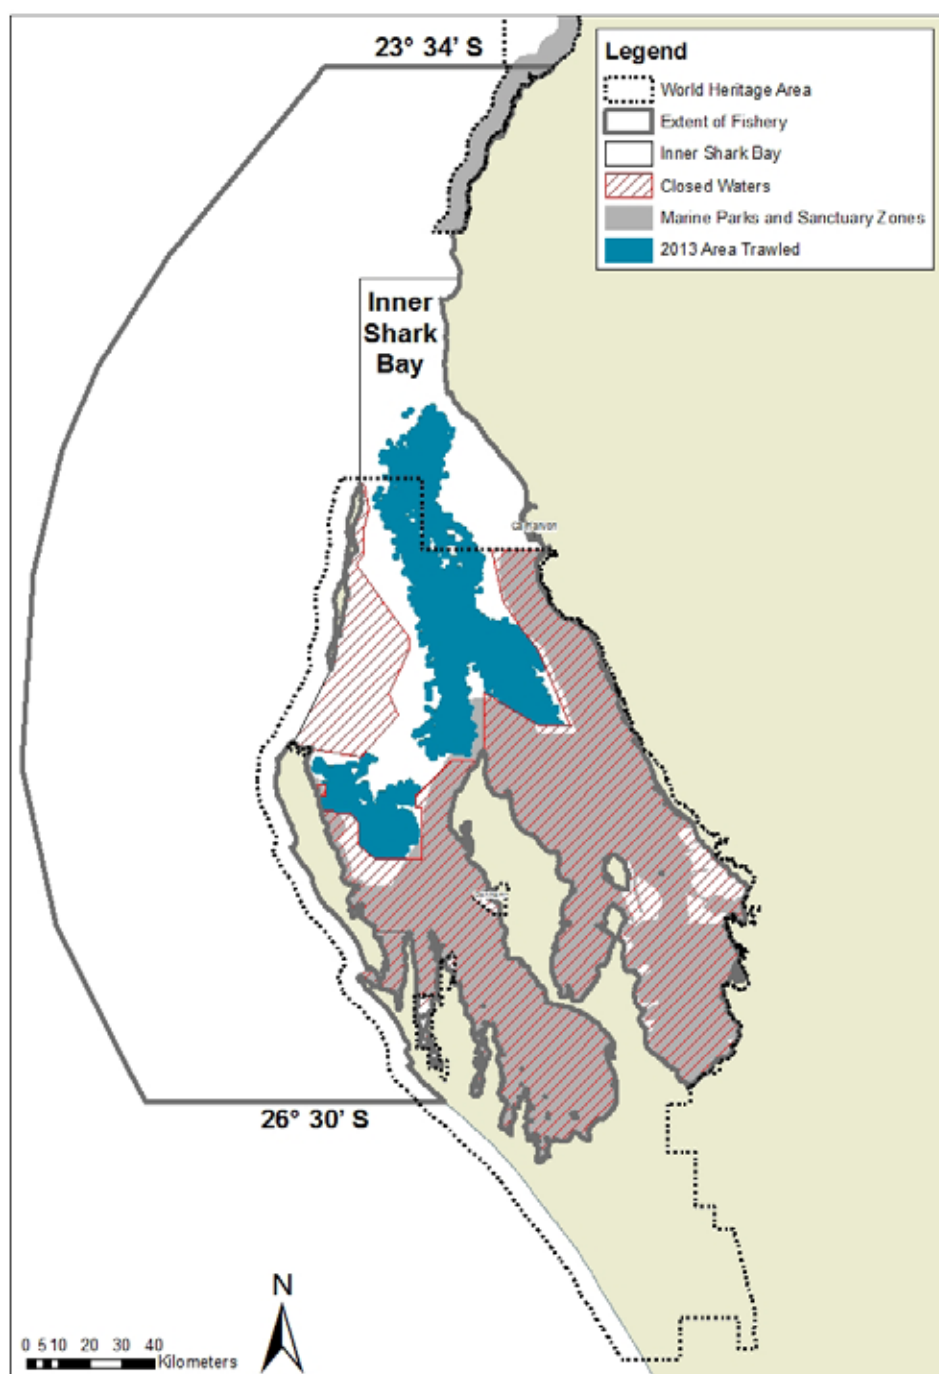 23° 34' S
Legend
World Heritage Area
Extent of Fishery
Inner Shark Bay
Closed Waters
Marine Parks and Sanctuary Zones
2013 Area Trawled
Inner
Shark
Bay
Carnarvon
26° 30' S
N
0 5 10 20 30 40
Kilometers